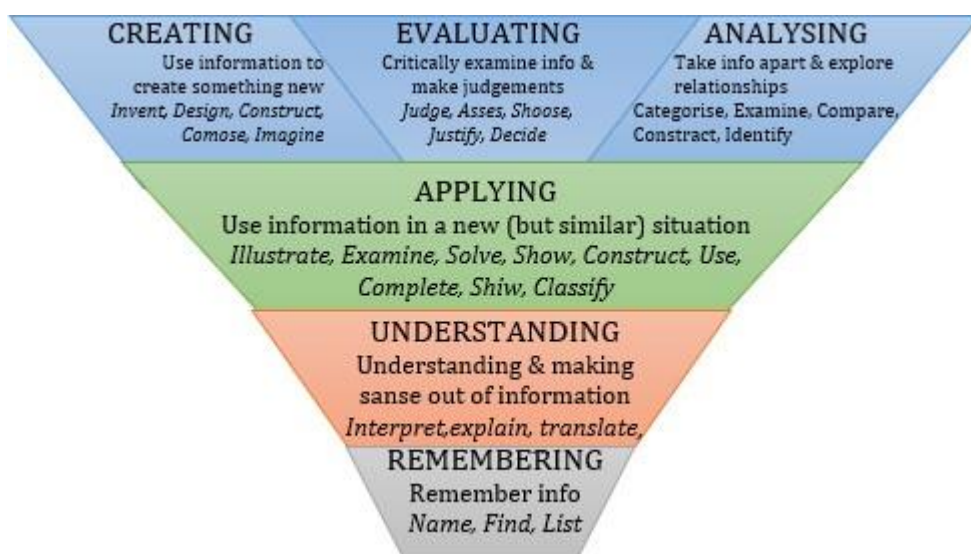 CREATING
Use information to
create something new
Invent, Design, Construct,
Comose, Imagine
EVALUATING
Critically examine info &
make judgements
Judge, Asses, Shoose,
Justify, Decide
ANALYSING
Take info apart & explore
relationships
Categorise, Examine, Compare,
Constract, Identify
APPLYING
Use information in a new (but similar) situation
Illustrate, Examine, Solve, Show, Construct, Use,
Complete, Shiw, Classify
UNDERSTANDING
Understanding & making
sanse out of information
Interpret,explain, translate,
REMEMBERING
Remember info
Name, Find, List